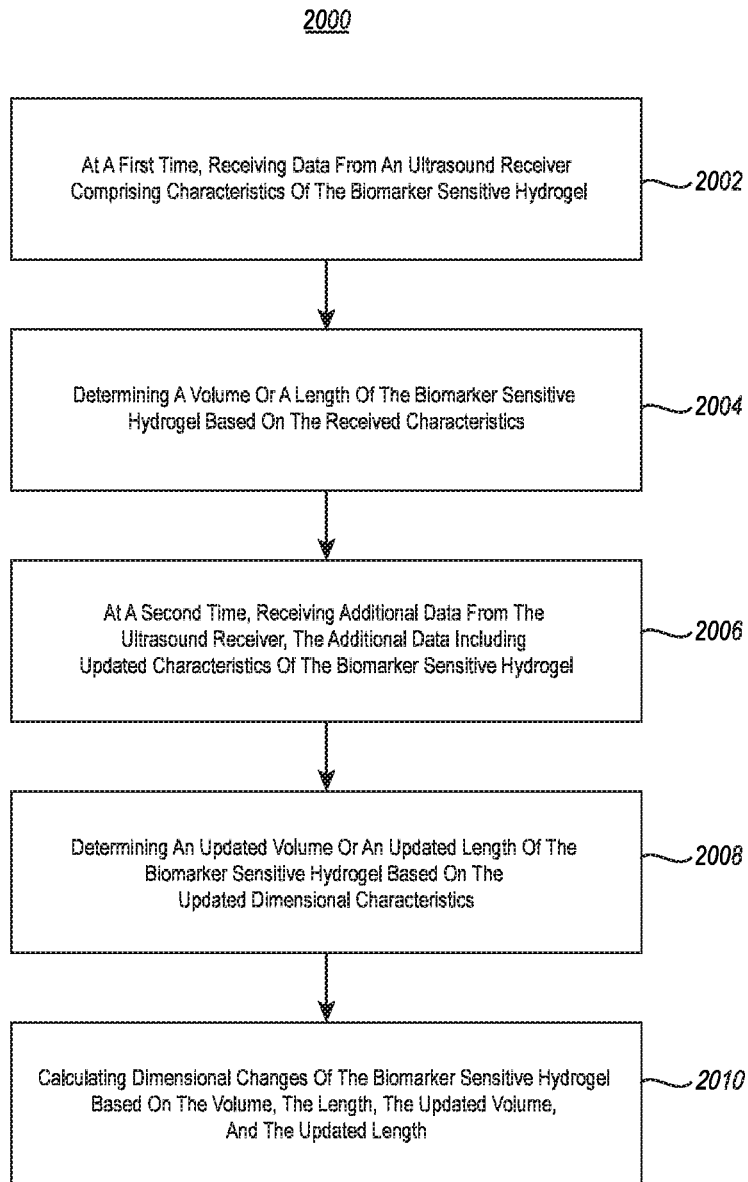 2000
At A First Time, Receiving Data From An Ultrasound Receiver
Comprising Characteristics Of The Biomarker Sensitive Hydrogel
2002
Determining A Volume Or A Length Of The Biomarker Sensitive
Hydrogel Based On The Received Characteristics
2004
At A Second Time, Receiving Additional Data From The
Ultrasound Receiver, The Additional Data Including
Updated Characteristics Of The Biomarker Sensitive Hydrogel
2006
Determining An Updated Volume Or An Updated Length Of The
Biomarker Sensitive Hydrogel Based On The
Updated Dimensional Characteristics
2008
Calculating Dimensional Changes Of The Biomarker Sensitive Hydrogel
Based On The Volume, The Length, The Updated Volume,
And The Updated Length
2010